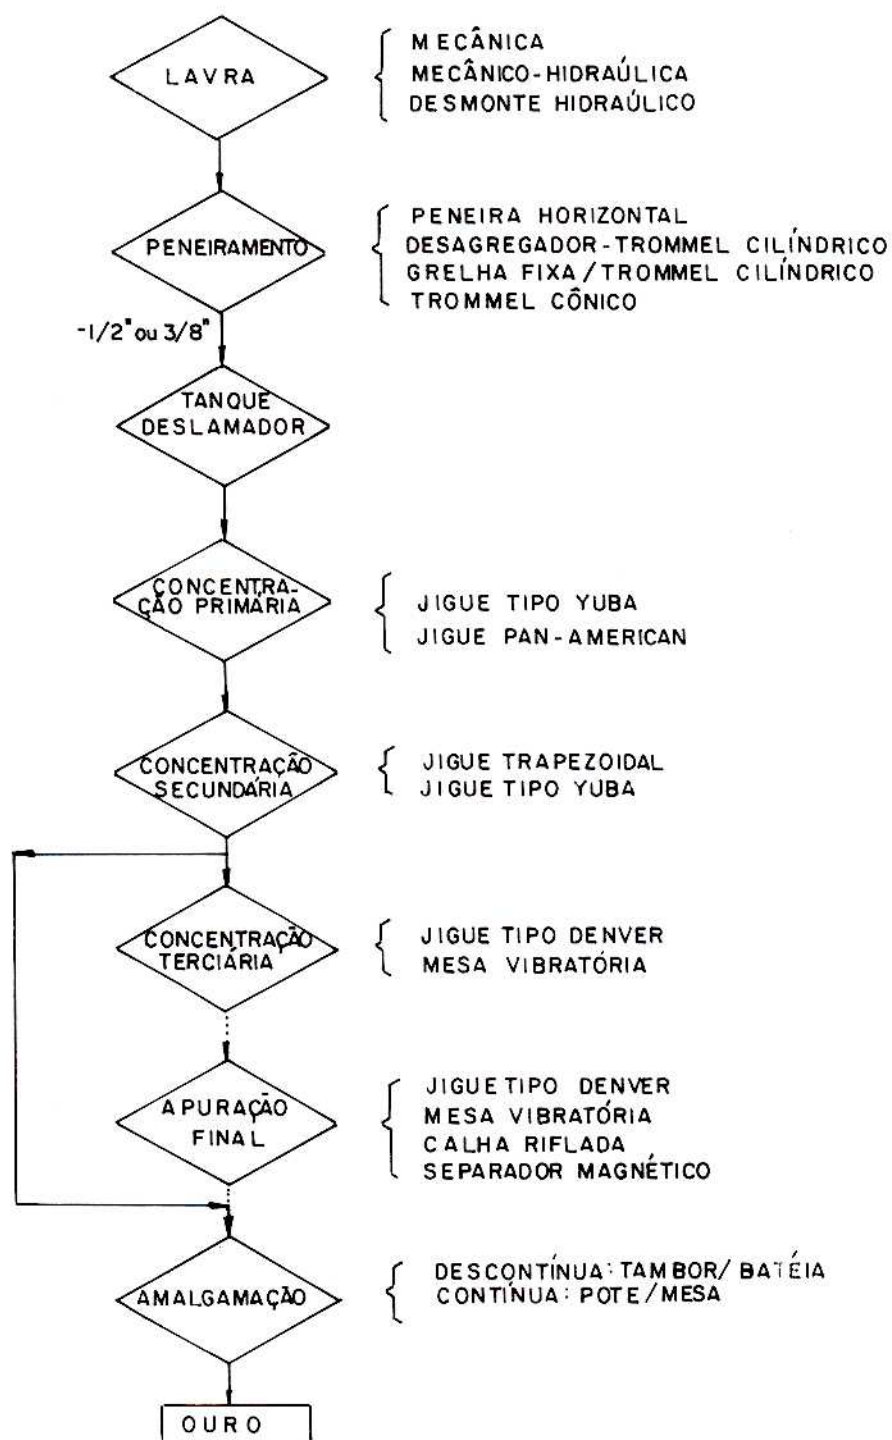 LAVRA
MECÂNICA
MECÂNICO-HIDRAÚLICA
DESMONTE HIDRAÚLICO
PENEIRAMENTO
PENEIRA HORIZONTAL
DESAGREGADOR-TROMMEL CILÍNDRICO
GRELHA FIXA/TROMMEL CILÍNDRICO
TROMMEL CÔNICO
-1/2" ou 3/8"
TANQUE
DESLAMADOR
CONCENTRA-
ÇÃO PRIMÁRIA
JIGUE TIPO YUBA
JIGUE PAN-AMERICAN
CONCENTRAÇÃO
SECUNDÁRIA
JIGUE TRAPEZOIDAL
JIGUE TIPO YUBA
CONCENTRAÇÃO
TERCIÁRIA
JIGUE TIPO DENVER
MESA VIBRATÓRIA
APURAÇÃO
FINAL
JIGUE TIPO DENVER
MESA VIBRATÓRIA
CALHA RIFLADA
SEPARADOR MAGNÉTICO
AMALGAMAÇÃO
DESCONTÍNUA: TAMBOR/ BATÉIA
CONTÍNUA: POTE/MESA
OURO